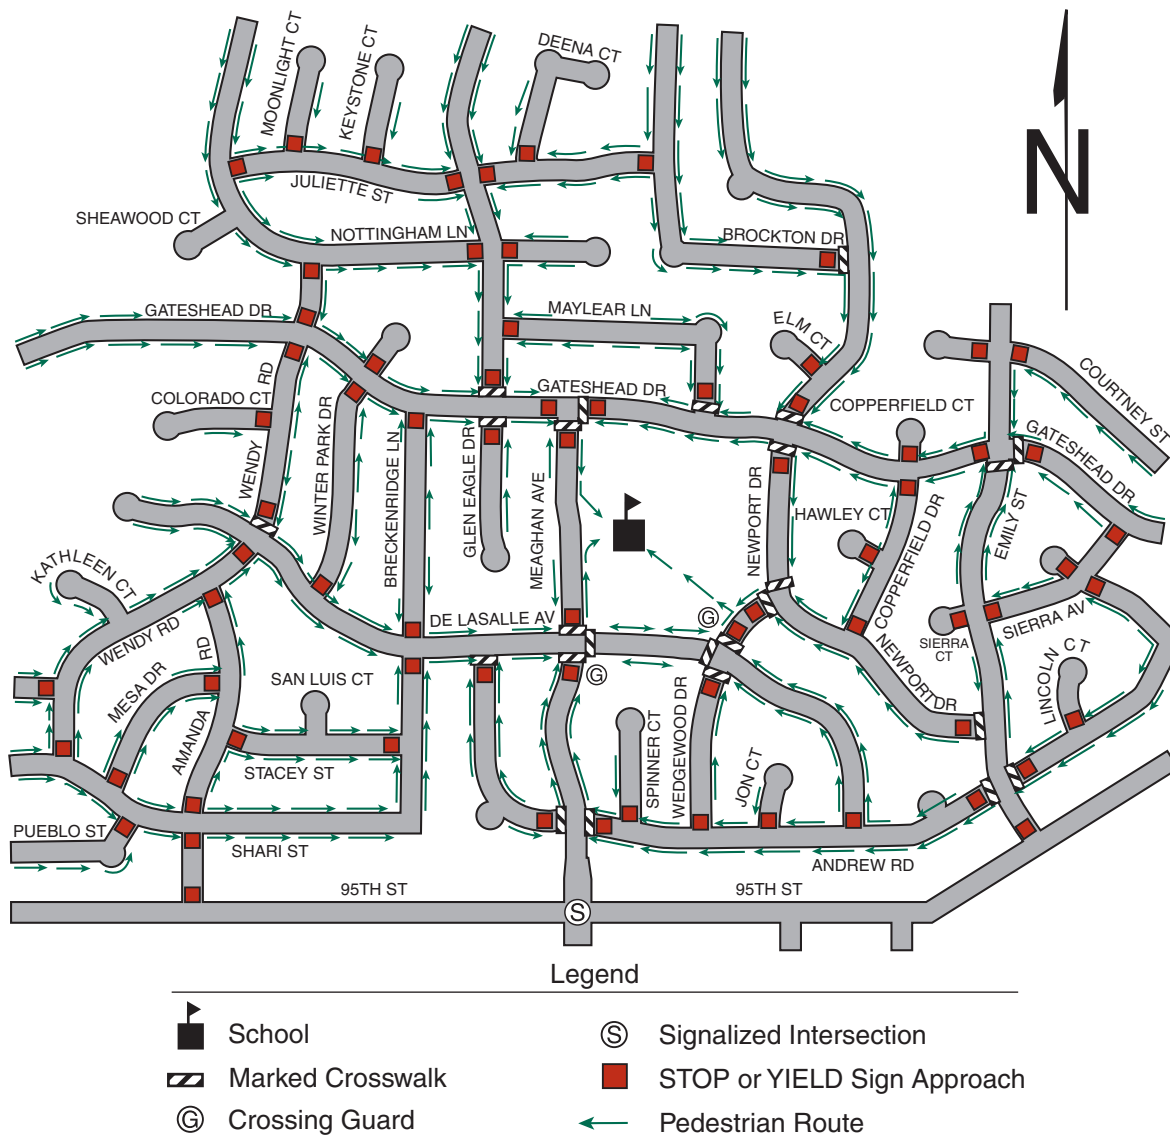 MOONLIGHT CT
KEYSTONE CT
DEENA CT
N
JULIETTE ST
SHEAWOOD CT
NOTTINGHAM LN
BROCKTON DR
GATESHEAD DR
MAYLEAR LN
ELM CT
COURTNEY ST
COLORADO CT
WENDY RD
WINTER PARK DR
BRECKENRIDGE LN
GATESHEAD DR
COPPERFIELD CT
GATESHEAD DR
GLEN EAGLE DR
MEAGHAN AVE
NEWPORT DR
HAWLEY CT
COPPERFIELD DR
EMILY ST
KATHLEEN CT
WENDY RD
DE LASALLE AV
G
SIERRA CT
SIERRA AV
MESA DR
AMANDA RD
SAN LUIS CT
G
SPINNER CT
WEDGEWOOD DR
NEWPORT DR
LINCOLN CT
STACEY ST
JON CT
PUEBLO ST
SHARI ST
ANDREW RD
95TH ST
S
95TH ST
Legend
School
S Signalized Intersection
Marked Crosswalk
STOP or YIELD Sign Approach
G Crossing Guard
Pedestrian Route